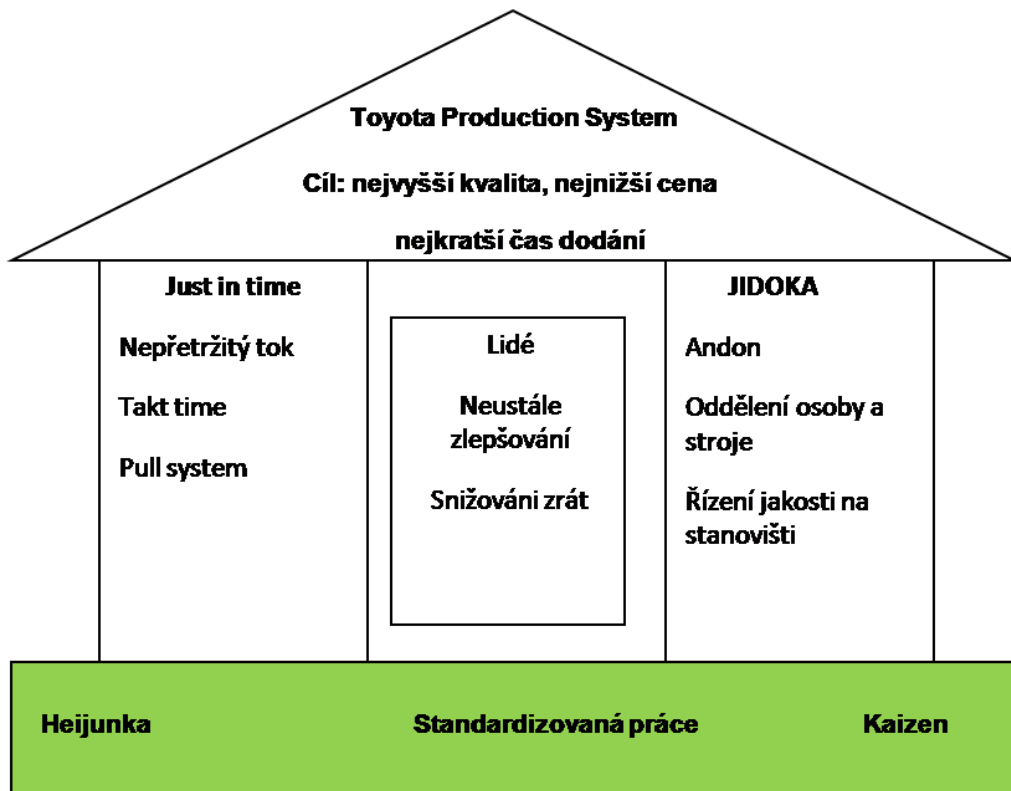 Toyota Production System
Cíl: nejvyšší kvalita, nejnižší cena
nejkratší čas dodání
Just in time
Nepřetržitý tok
Takt time
Pull system
Lidé
Neustále
zlepšování
Snižováni zrát
JIDOKA
Andon
Oddělení osoby a
stroje
Řízení jakosti na
stanovišti
Heijunka
Standardizovaná práce
Kaizen